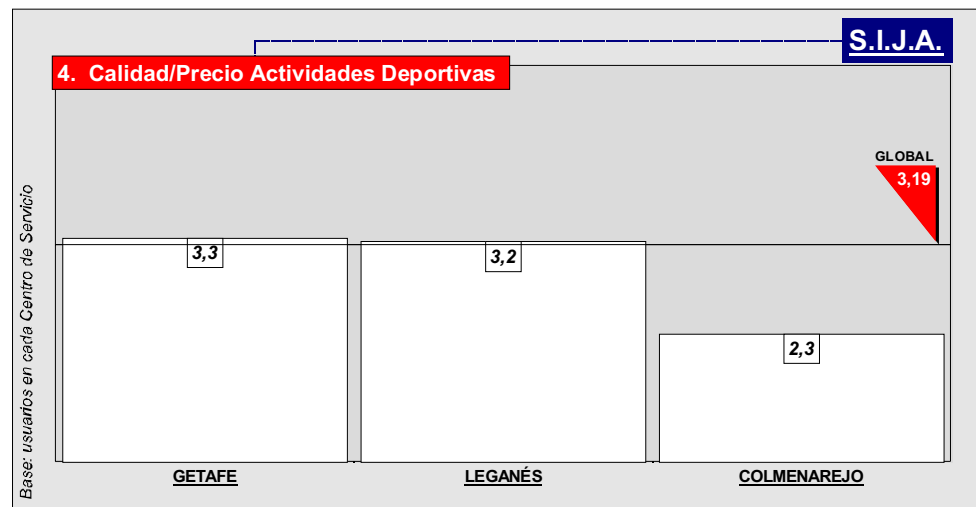 S.I.J.A.
4. Calidad/Precio Actividades Deportivas
GLOBAL
3,19
Base: usuarios en cada Centro de Servicio
3,3
3,2
2,3
GETAFE
LEGANÉS
COLMENAREJO